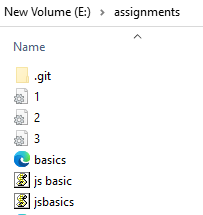 New Volume (E:) > assignments
Name
.git
1
2
3
basics
js basic
jsbasics